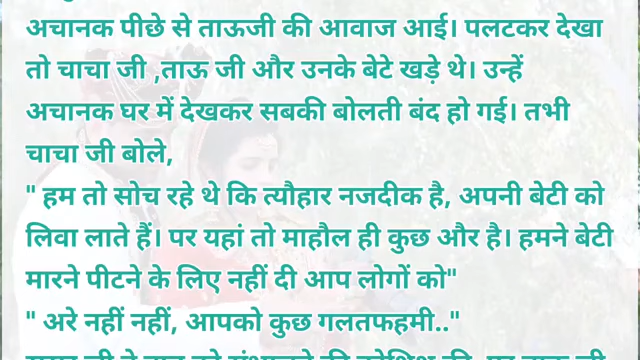 अचानक पीछे से ताऊजी की आवाज आई। पलटकर देखा
तो चाचा जी ,ताऊ जी और उनके बेटे खड़े थे। उन्हें
अचानक घर में देखकर सबकी बोलती बंद हो गई। तभी
चाचा जी बोले,
" हम तो सोच रहे थे कि त्यौहार नजदीक है, अपनी बेटी को
लिवा लाते हैं। पर यहां तो माहौल ही कुछ और है। हमने बेटी
मारने पीटने के लिए नहीं दी आप लोगों को"
" अरे नहीं नहीं, आपको कुछ गलतफहमी.."